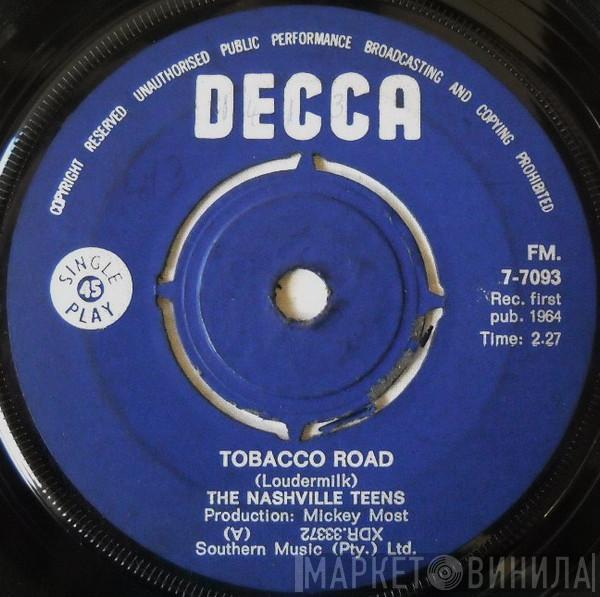 COPYRIGHT RESERVED UNAUTHORISED PUBLIC PERFORMANCE BROADCASTING AND COPYING PROHIBITED
DECCA
SINGLE
45
PLAY
FM.
7-7093
Rec. first
pub. 1964
Time: 2.27
TOBACCO ROAD
(Loudermilk)
THE NASHVILLE TEENS
Production: Mickey Most
XDR.33372 (A)
Southern Music (Pty.) Ltd.
МАРКЕТ ВИНИЛА